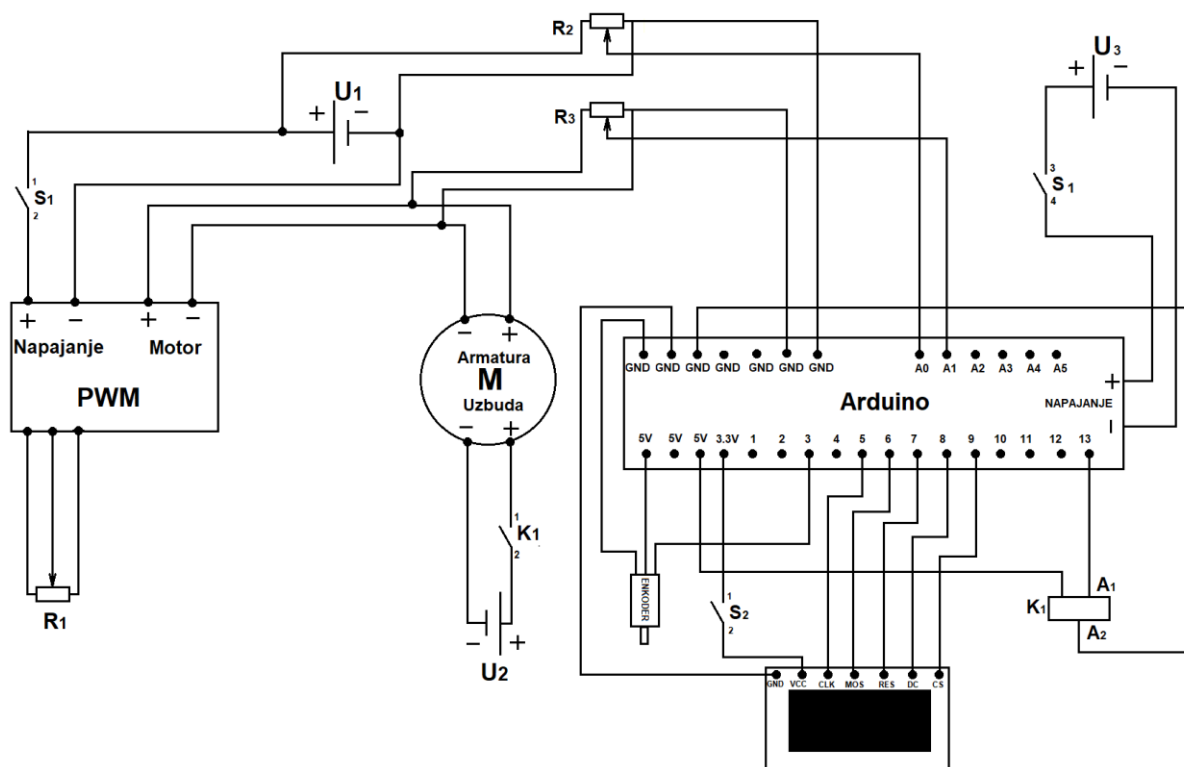 R2
U1
+ −
R3
U3
+ −
1
S1
2
3
S1
4
+ − + −
Napajanje Motor
PWM
R1
− +
Armatura
M
Uzbuda
− +
1
K1
2
− +
U2
GND GND GND GND GND GND GND A0 A1 A2 A3 A4 A5
+
Arduino NAPAJANJE
−
5V 5V 5V 3.3V 1 2 3 4 5 6 7 8 9 10 11 12 13
ENKODER
1
S2
2
A1
K1
A2
GND VCC CLK MOS RES DC CS